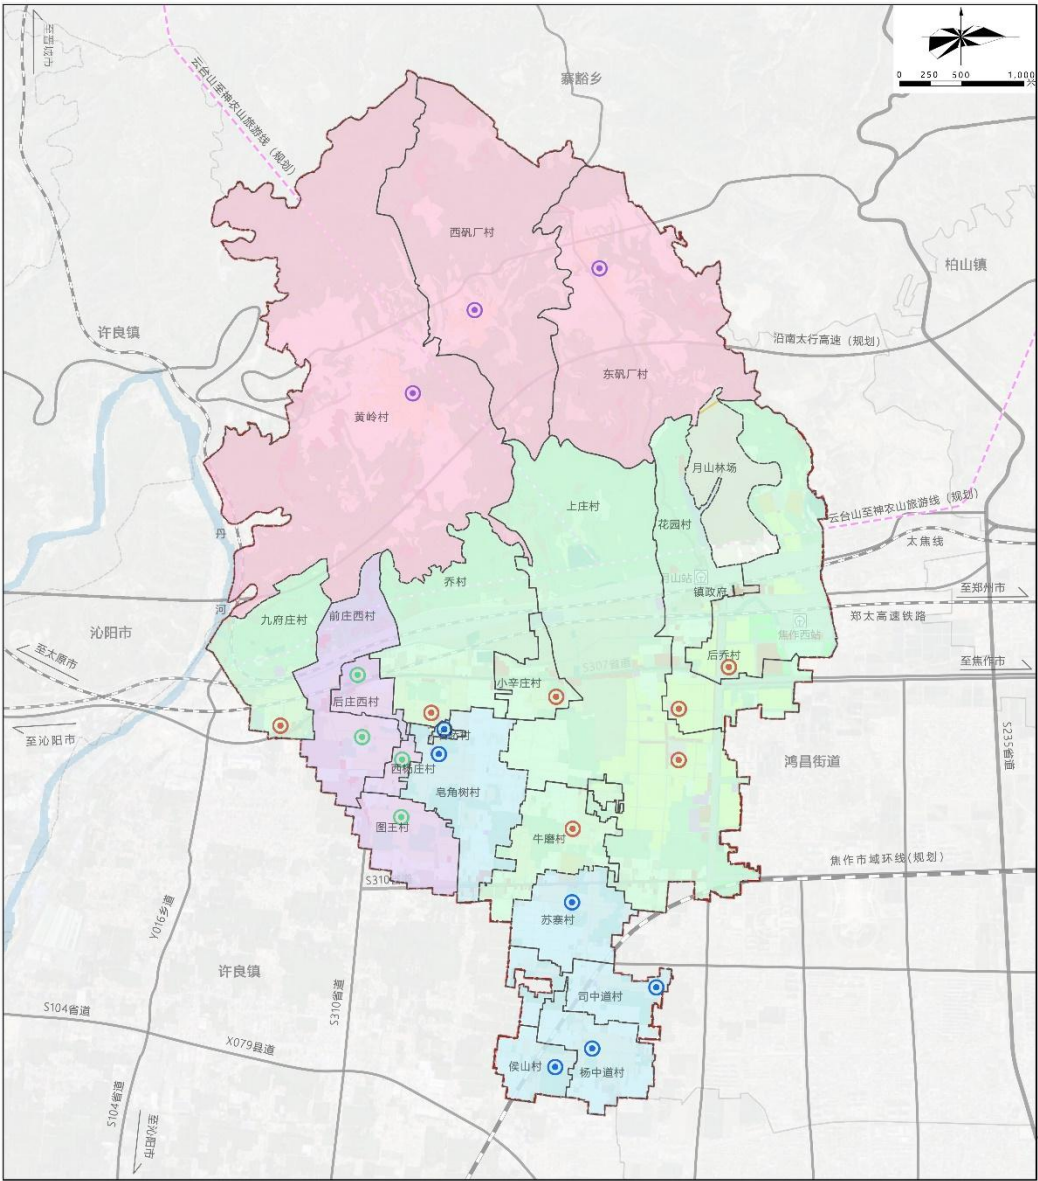 至晋城市
云台山至神农山旅游线（规划）
寨豁乡
0 250 500 1,000
米
西矾厂村
柏山镇
许良镇
沿南太行高速（规划）
东矾厂村
黄岭村
月山林场
上庄村
云台山至神农山旅游线（规划）
花园村
丹
太焦线
月山站
乔村
镇政府
至郑州市
河
九府庄村
前庄西村
郑太高速铁路
沁阳市
焦作西站
至太原市
后乔村
至焦作市
S307省道
小辛庄村
后庄西村
至沁阳市
S235省道
鸿昌街道
西杨庄村
皂角树村
图王村
牛磨村
焦作市域环线(规划)
S310
苏寨村
Y016乡道
许良镇
司中道村
S310省道
S104省道
X079县道
侯山村
杨中道村
S104省道
至沁阳市